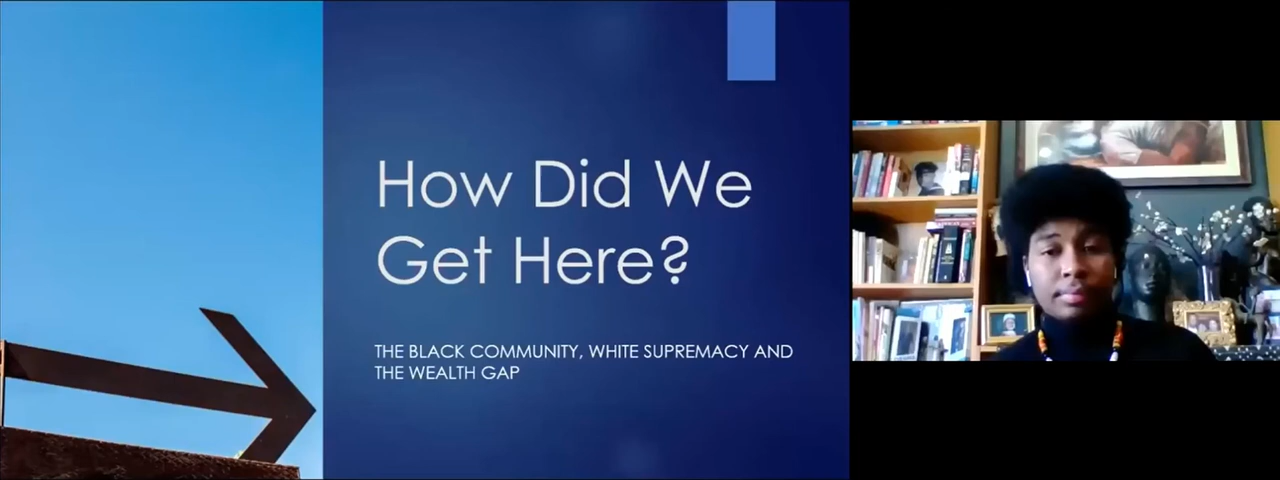 How Did We
Get Here?
THE BLACK COMMUNITY, WHITE SUPREMACY AND
THE WEALTH GAP